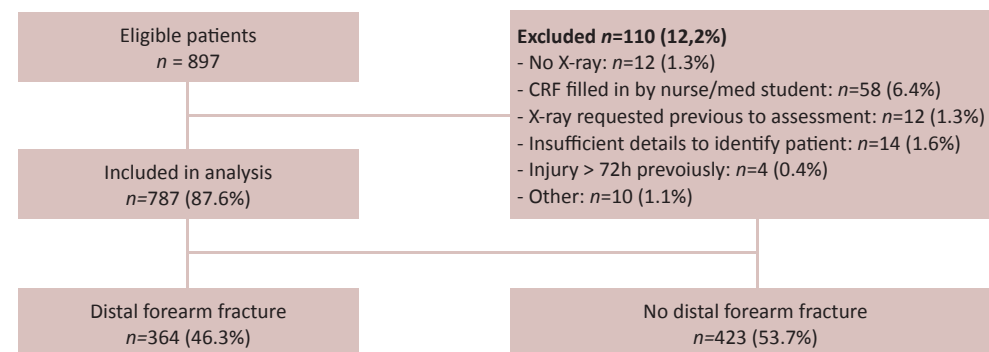 Eligible patients
n = 897
Excluded n=110 (12,2%)
- No X-ray: n=12 (1.3%)
- CRF filled in by nurse/med student: n=58 (6.4%)
- X-ray requested previous to assessment: n=12 (1.3%)
- Insufficient details to identify patient: n=14 (1.6%)
- Injury > 72h prevoiusly: n=4 (0.4%)
- Other: n=10 (1.1%)
Included in analysis
n=787 (87.6%)
Distal forearm fracture
n=364 (46.3%)
No distal forearm fracture
n=423 (53.7%)